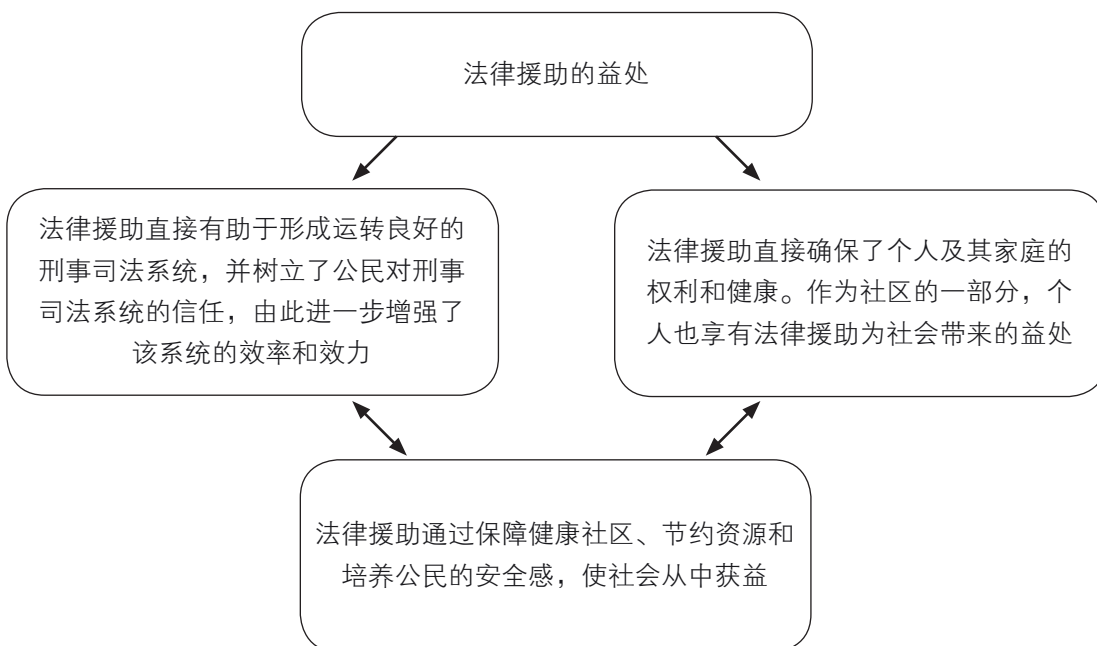 法律援助的益处
法律援助直接有助于形成运转良好的
刑事司法系统，并树立了公民对刑事
司法系统的信任，由此进一步增强了
该系统的效率和效力
法律援助直接确保了个人及其家庭的
权利和健康。作为社区的一部分，个
人也享有法律援助为社会带来的益处
法律援助通过保障健康社区、节约资源和
培养公民的安全感，使社会从中获益